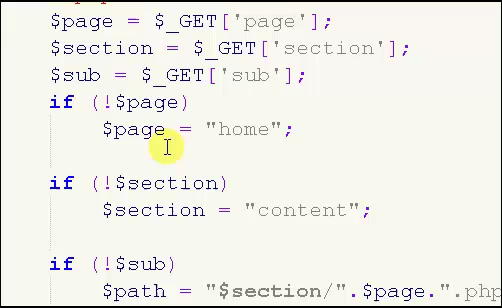 $page = $_GET['page'];
$section = $_GET['section'];
$sub = $_GET['sub'];
if (!$page)
$page = "home";
if (!$section)
$section = "content";
if (!$sub)
$path = "$section/".$page.".php